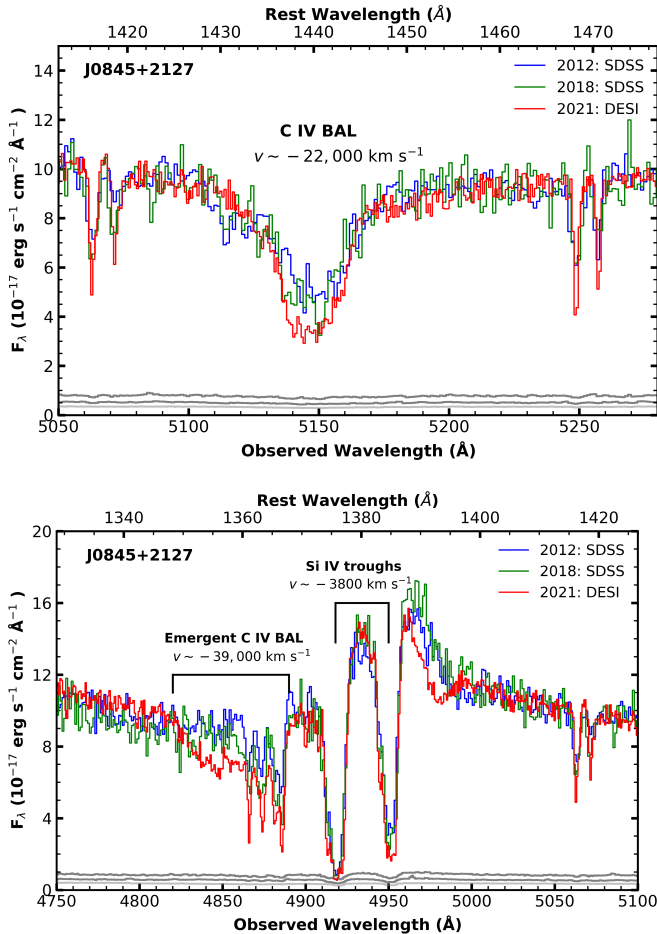 Rest Wavelength (Å)
1420 1430 1440 1450 1460 1470
J0845+2127
2012: SDSS
2018: SDSS
2021: DESI
C IV BAL
v ~ −22, 000 km s⁻¹
14
12
10
8
6
4
2
0
F_λ (10⁻¹⁷ erg s⁻¹ cm⁻² Å⁻¹ )
5050 5100 5150 5200 5250
Observed Wavelength (Å)
Rest Wavelength (Å)
1340 1360 1380 1400 1420
J0845+2127
2012: SDSS
2018: SDSS
2021: DESI
Si IV troughs
v ~ −3800 km s⁻¹
Emergent C IV BAL
v ~ −39, 000 km s⁻¹
20
16
12
8
4
0
F_λ (10⁻¹⁷ erg s⁻¹ cm⁻² Å⁻¹ )
4750 4800 4850 4900 4950 5000 5050 5100
Observed Wavelength (Å)